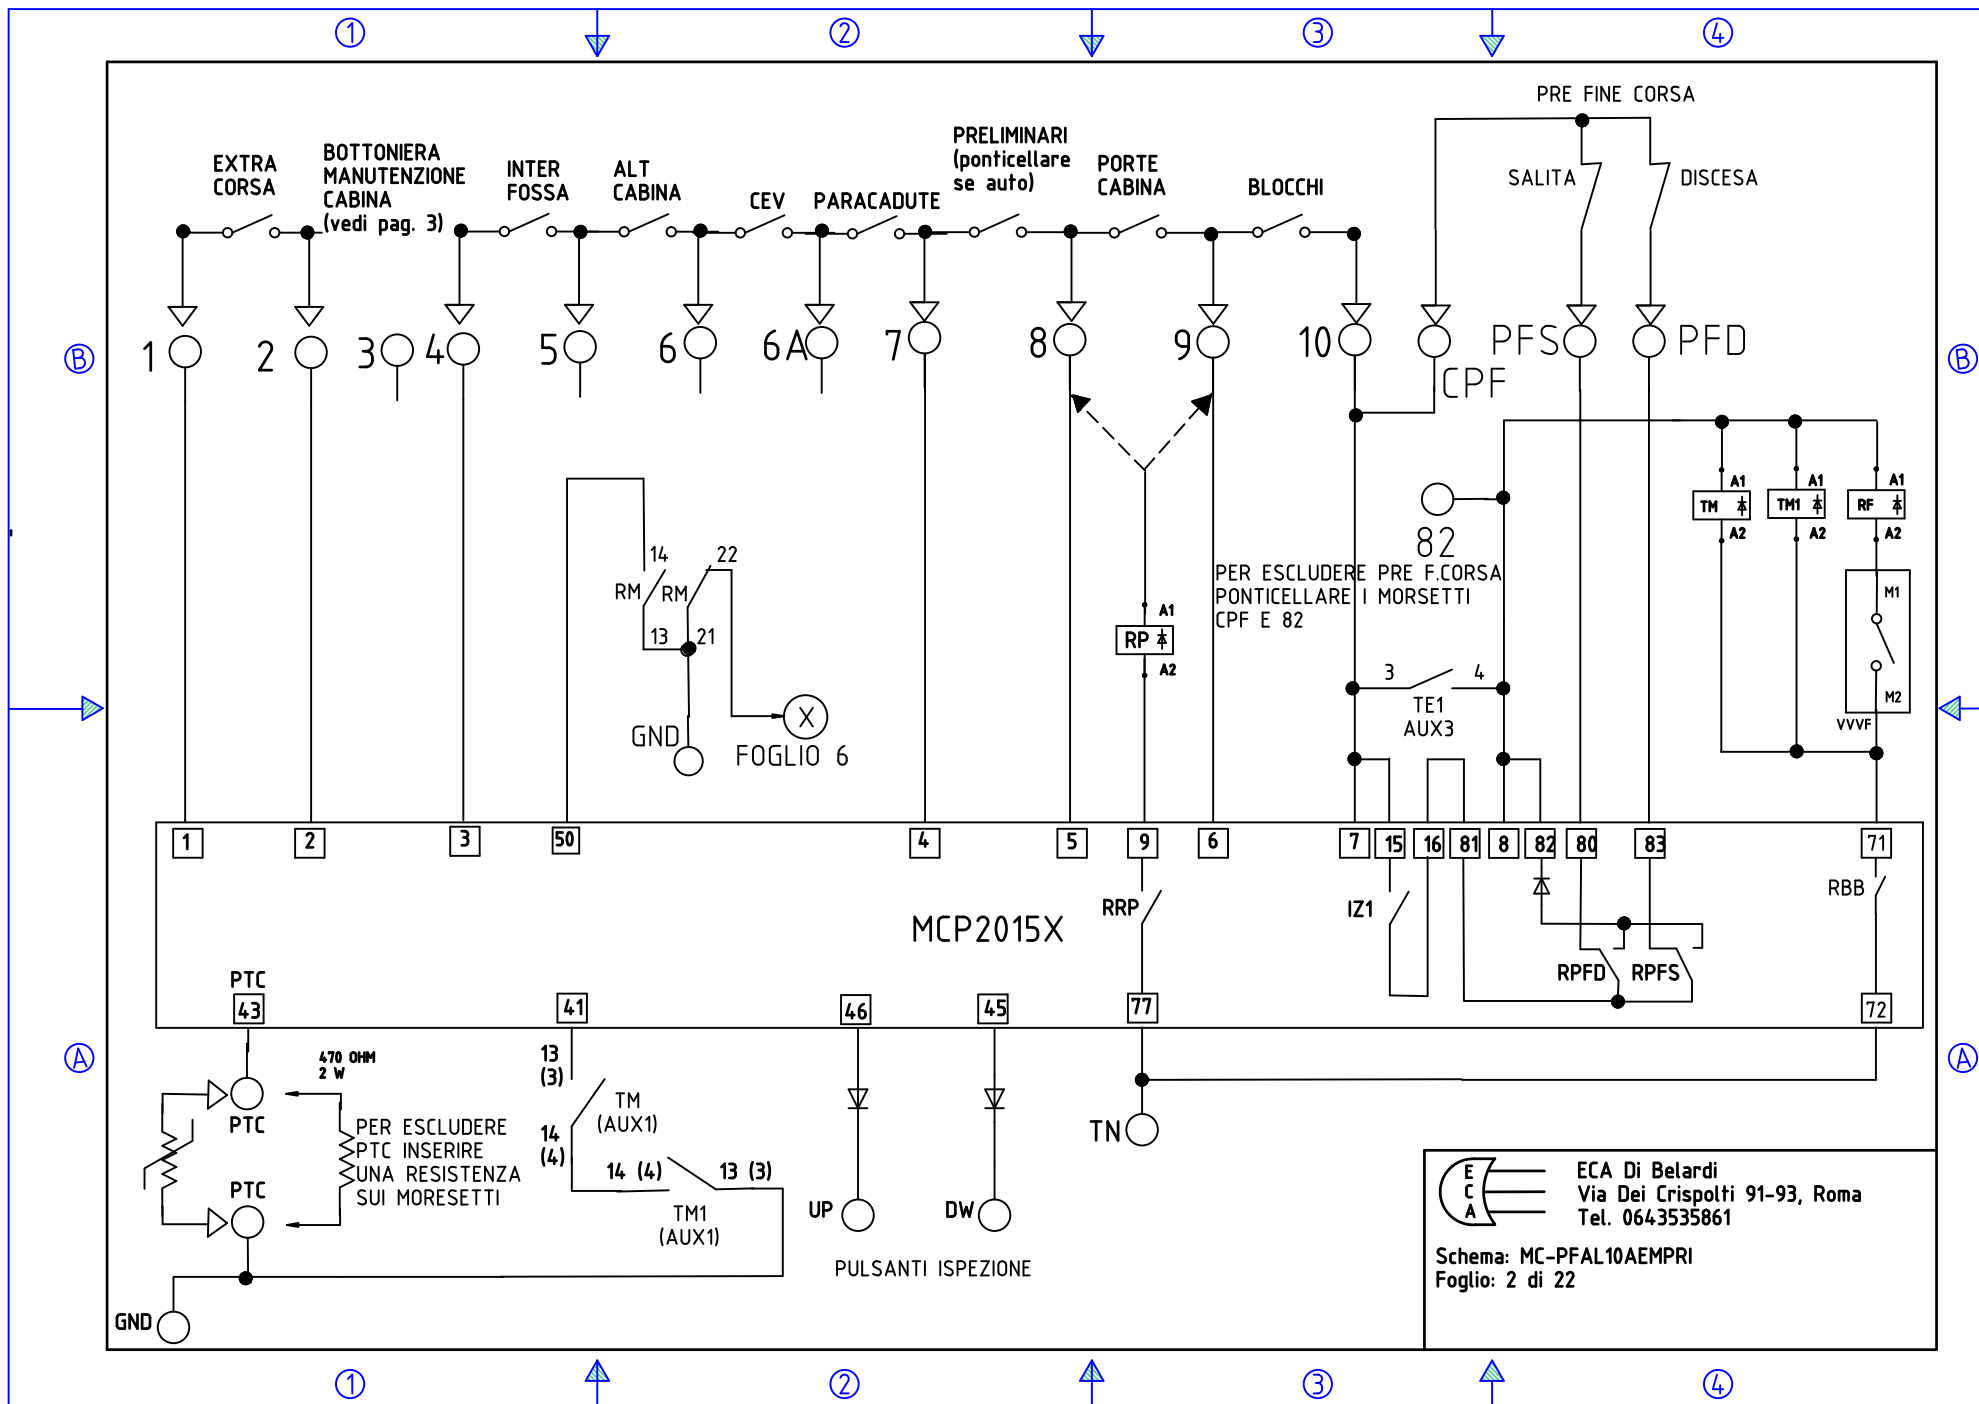 1
2
3
4
PRE FINE CORSA
EXTRA
CORSA
BOTTONIERA
MANUTENZIONE
CABINA
(vedi pag. 3)
INTER
FOSSA
ALT
CABINA
CEV
PARACADUTE
PRELIMINARI
(ponticellare
se auto)
PORTE
CABINA
BLOCCHI
SALITA
DISCESA
B
1
2
3
4
5
6
6A
7
8
9
10
CPF
PFS
PFD
B
A1
TM
A2
A1
TM1
A2
A1
RF
A2
82
PER ESCLUDERE PRE F.CORSA
PONTICELLARE I MORSETTI
CPF E 82
14
22
RM
RM
13
21
GND
X
FOGLIO 6
A1
RP
A2
M1
M2
VVVF
3
4
TE1
AUX3
1
2
3
50
4
5
9
6
7
15
16
81
8
82
80
83
71
MCP2015X
RRP
IZ1
RPFD
RPFS
RBB
PTC
43
41
46
45
77
72
A
PTC
470 OHM
2 W
PER ESCLUDERE
PTC INSERIRE
UNA RESISTENZA
SUI MORESETTI
PTC
GND
13
(3)
TM
(AUX1)
14
(4)
14 (4)
13 (3)
TM1
(AUX1)
UP
DW
PULSANTI ISPEZIONE
TN
A
E
C
A
ECA Di Belardi
Via Dei Crispolti 91-93, Roma
Tel. 0643535861
Schema: MC-PFAL10AEMPRI
Foglio: 2 di 22
1
2
3
4